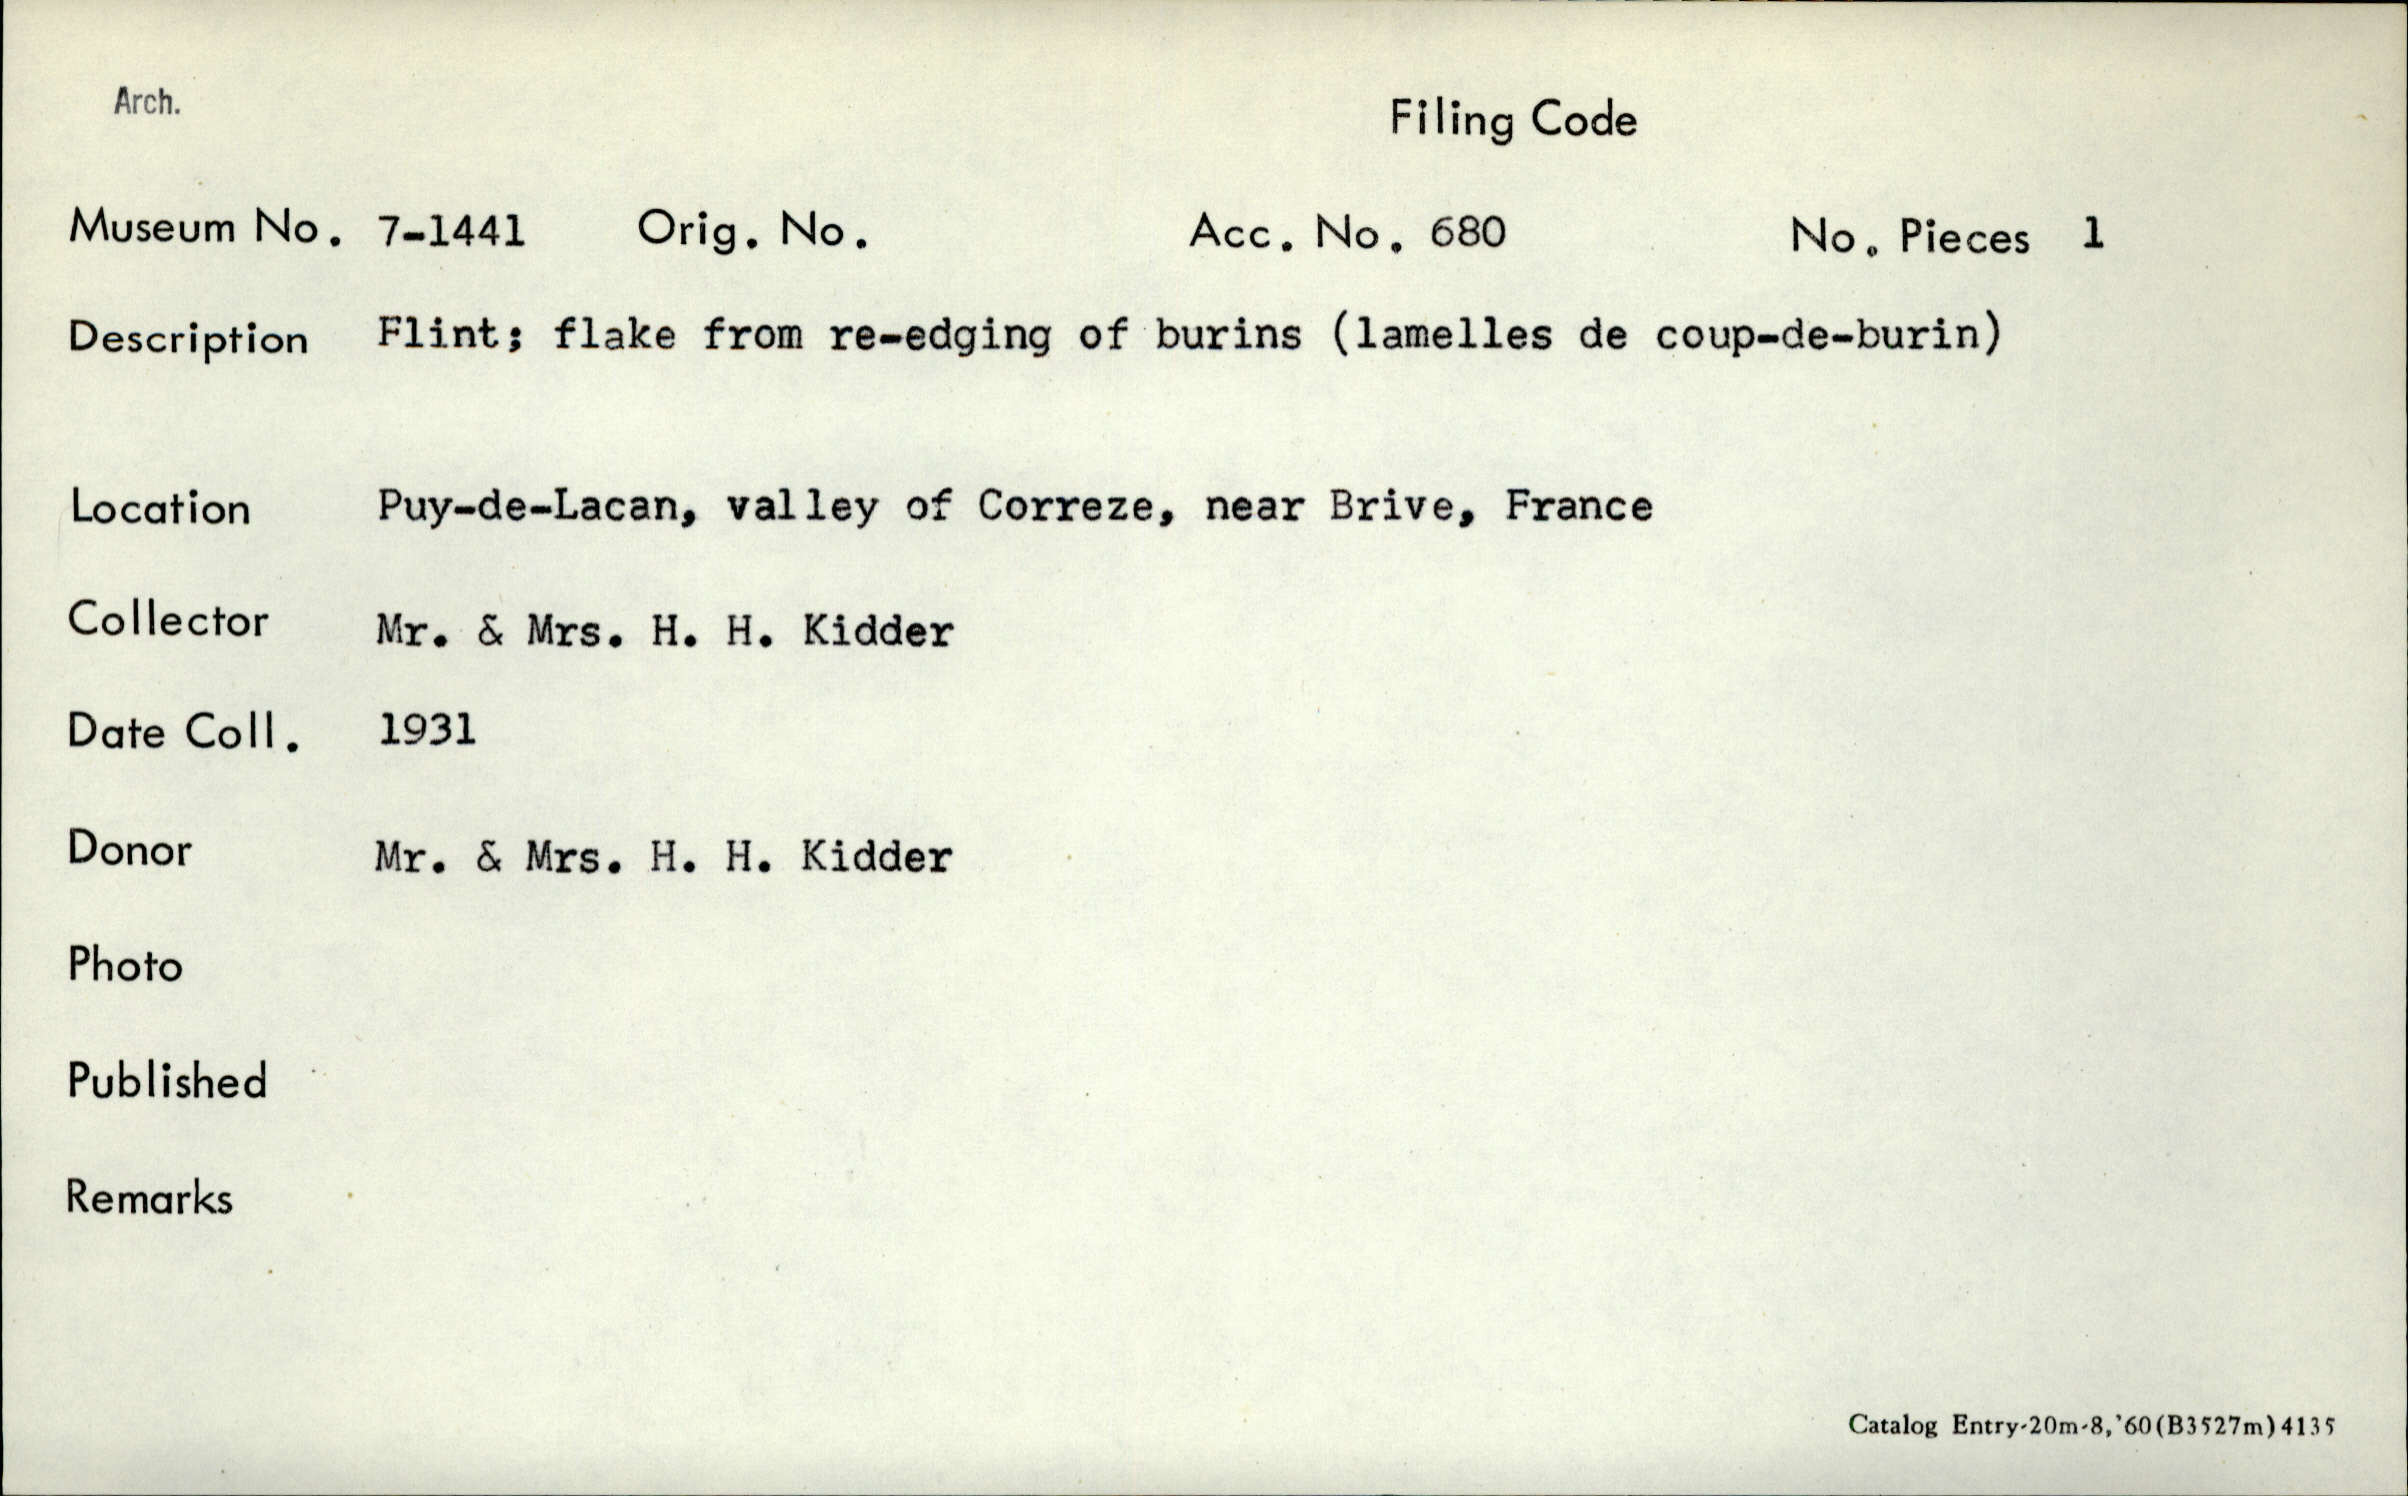 Arch.
Filing Code
Museum No. 7-1441 Orig. No. Acc. No. 680 No. Pieces 1
Description Flint; flake from re-edging of burins (lamelles de coup-de-burin)
Location Puy-de-Lacan, valley of Correze, near Brive, France
Collector Mr. & Mrs. H. H. Kidder
Date Coll. 1931
Donor Mr. & Mrs. H. H. Kidder
Photo
Published
Remarks
Catalog Entry-20m-8,'60(B3527m)4135